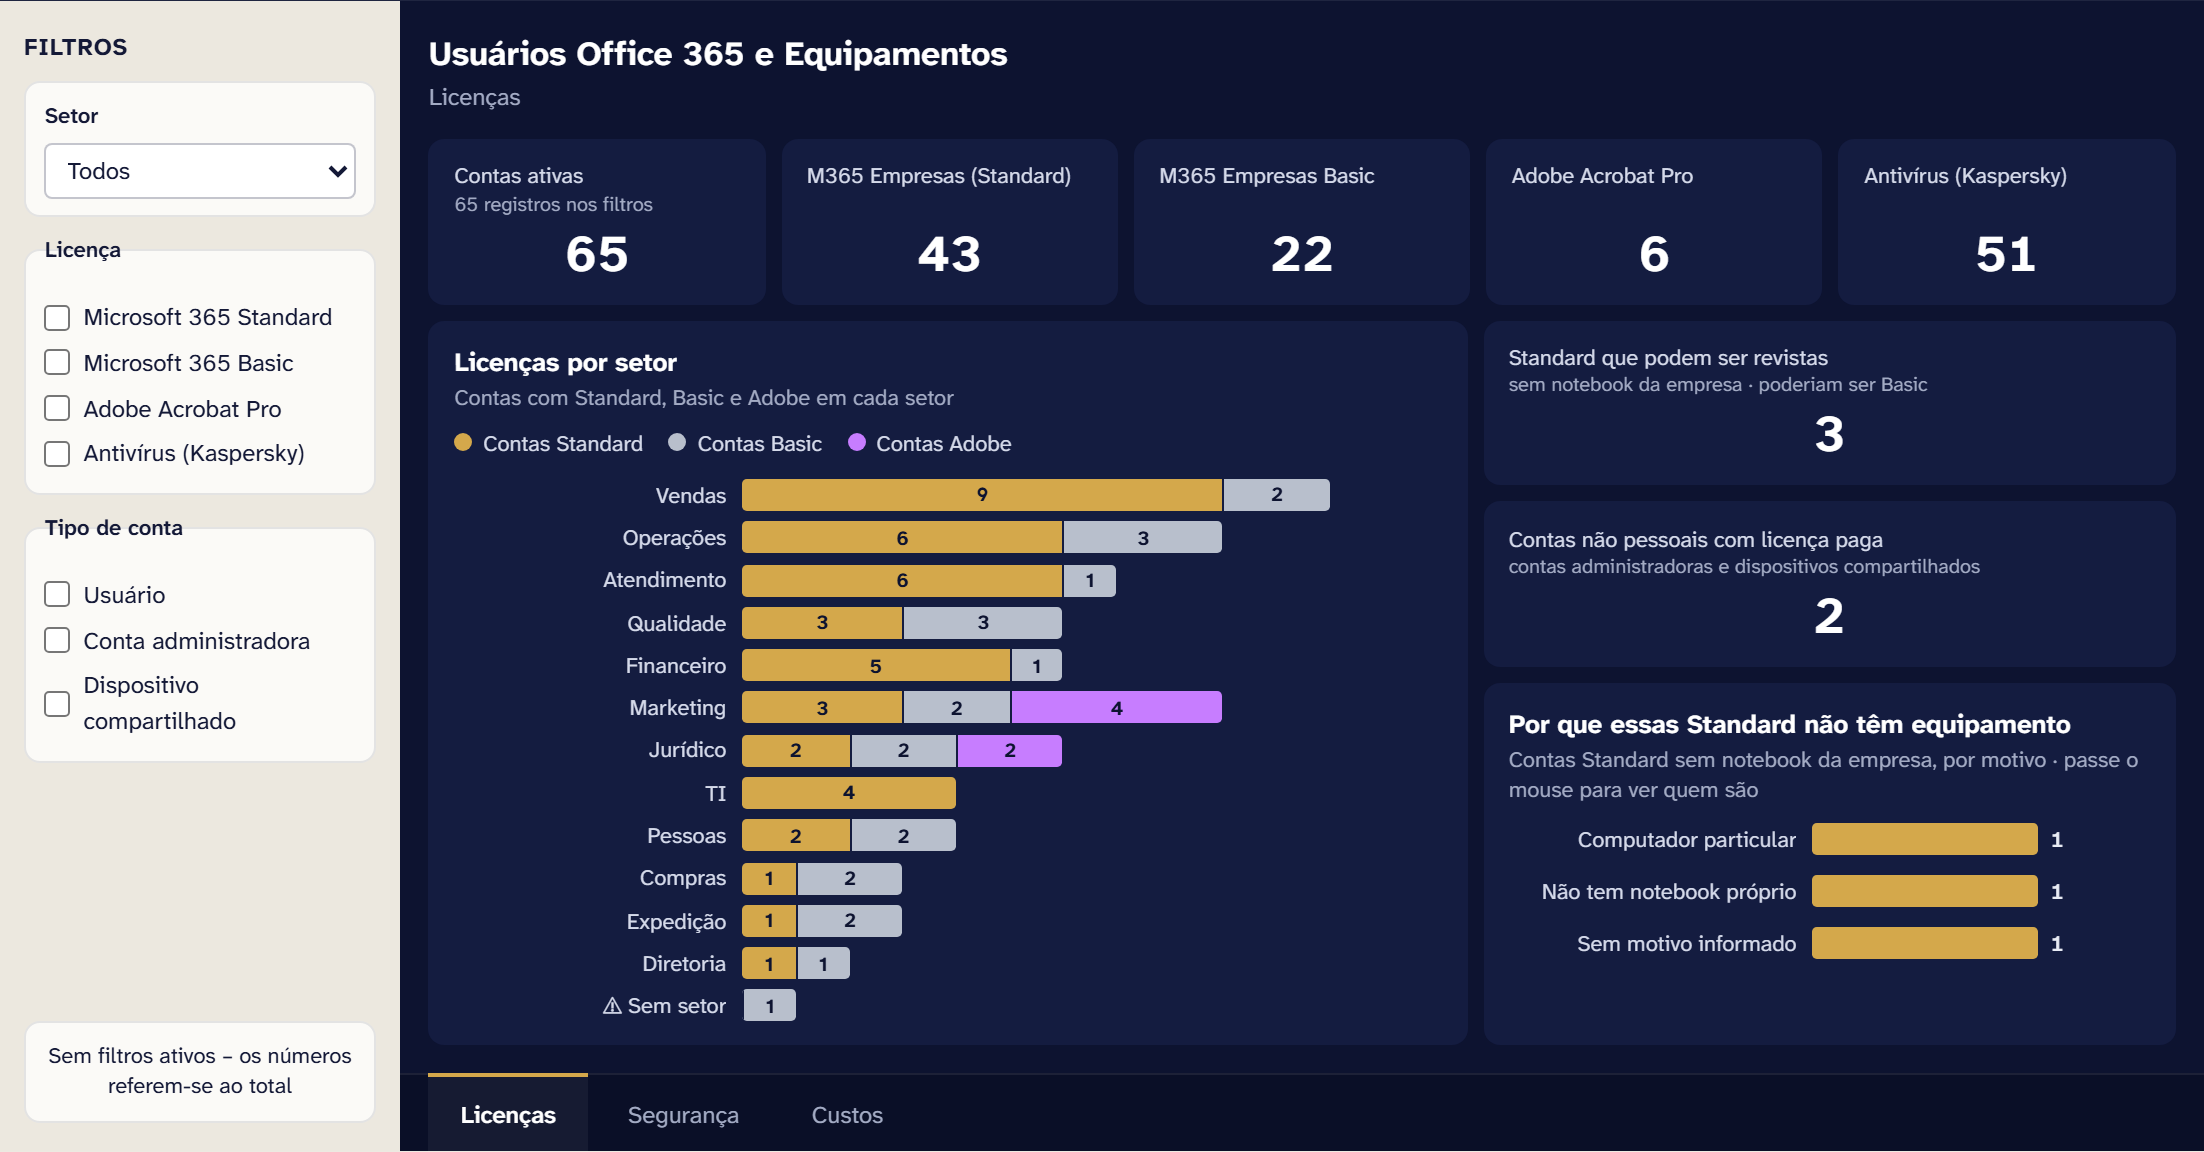 FILTROS
Setor
Todos
Licença
Microsoft 365 Standard
Microsoft 365 Basic
Adobe Acrobat Pro
Antivírus (Kaspersky)
Tipo de conta
Usuário
Conta administradora
Dispositivo
compartilhado
Sem filtros ativos – os números
referem-se ao total
Usuários Office 365 e Equipamentos
Licenças
Contas ativas
65 registros nos filtros
65
M365 Empresas (Standard)
43
M365 Empresas Basic
22
Adobe Acrobat Pro
6
Antivírus (Kaspersky)
51
Licenças por setor
Contas com Standard, Basic e Adobe em cada setor
Contas Standard Contas Basic Contas Adobe
Vendas 9 2
Operações 6 3
Atendimento 6 1
Qualidade 3 3
Financeiro 5 1
Marketing 3 2 4
Jurídico 2 2 2
TI 4
Pessoas 2 2
Compras 1 2
Expedição 1 2
Diretoria 1 1
⚠ Sem setor 1
Standard que podem ser revistas
sem notebook da empresa · poderiam ser Basic
3
Contas não pessoais com licença paga
contas administradoras e dispositivos compartilhados
2
Por que essas Standard não têm equipamento
Contas Standard sem notebook da empresa, por motivo · passe o
mouse para ver quem são
Computador particular 1
Não tem notebook próprio 1
Sem motivo informado 1
Licenças Segurança Custos